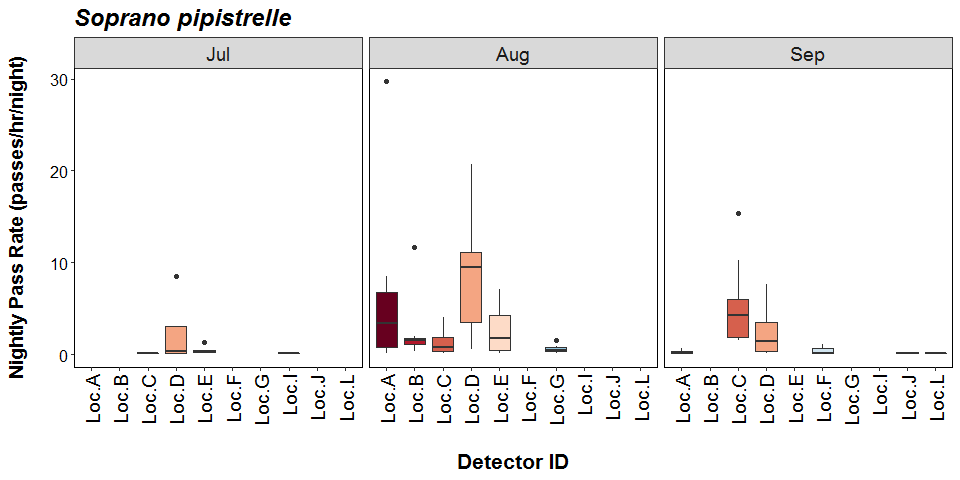 Soprano pipistrelle
Jul Aug Sep
Nightly Pass Rate (passes/hr/night)
30
20
10
0
Loc.A Loc.B Loc.C Loc.D Loc.E Loc.F Loc.G Loc.I Loc.J Loc.L Loc.A Loc.B Loc.C Loc.D Loc.E Loc.F Loc.G Loc.I Loc.J Loc.L Loc.A Loc.B Loc.C Loc.D Loc.E Loc.F Loc.G Loc.I Loc.J Loc.L
Detector ID